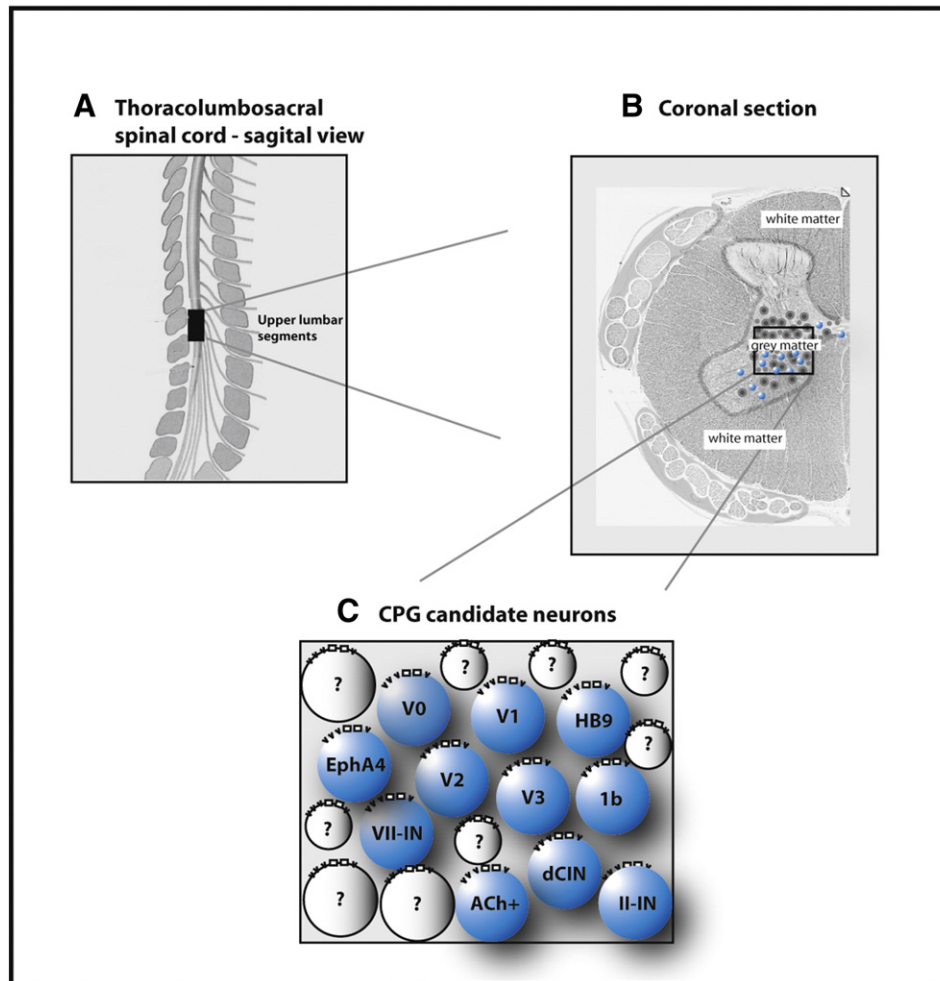 A Thoracolumbosacral
spinal cord - sagital view
Upper lumbar
segments
B Coronal section
white matter
grey matter
white matter
C CPG candidate neurons
?
?
?
?
V0
V1
HB9
?
EphA4
V2
V3
1b
?
VII-IN
?
dCIN
?
?
ACh+
II-IN